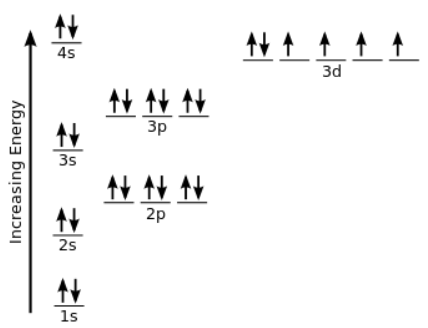 4s
3d
3p
3s
2p
2s
1s
Increasing Energy